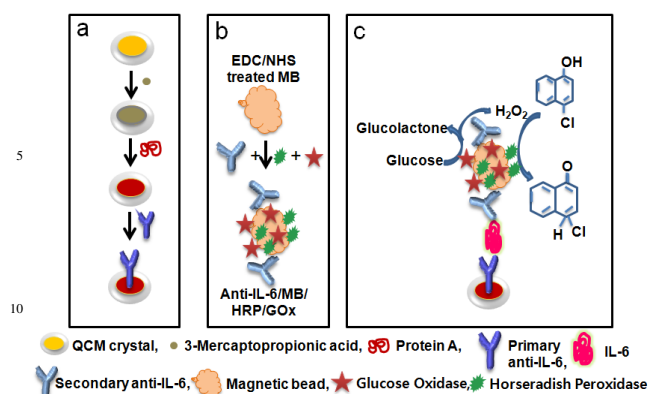 a
b
c
5
10
EDC/NHS
treated MB
+
+
Anti-IL-6/MB/
HRP/GOx
H₂O₂
Glucolactone
Glucose
OH
Cl
O
H
Cl
QCM crystal, 3-Mercaptopropionic acid, Protein A, Primary
anti-IL-6, IL-6
Secondary anti-IL-6, Magnetic bead, Glucose Oxidase, Horseradish Peroxidase